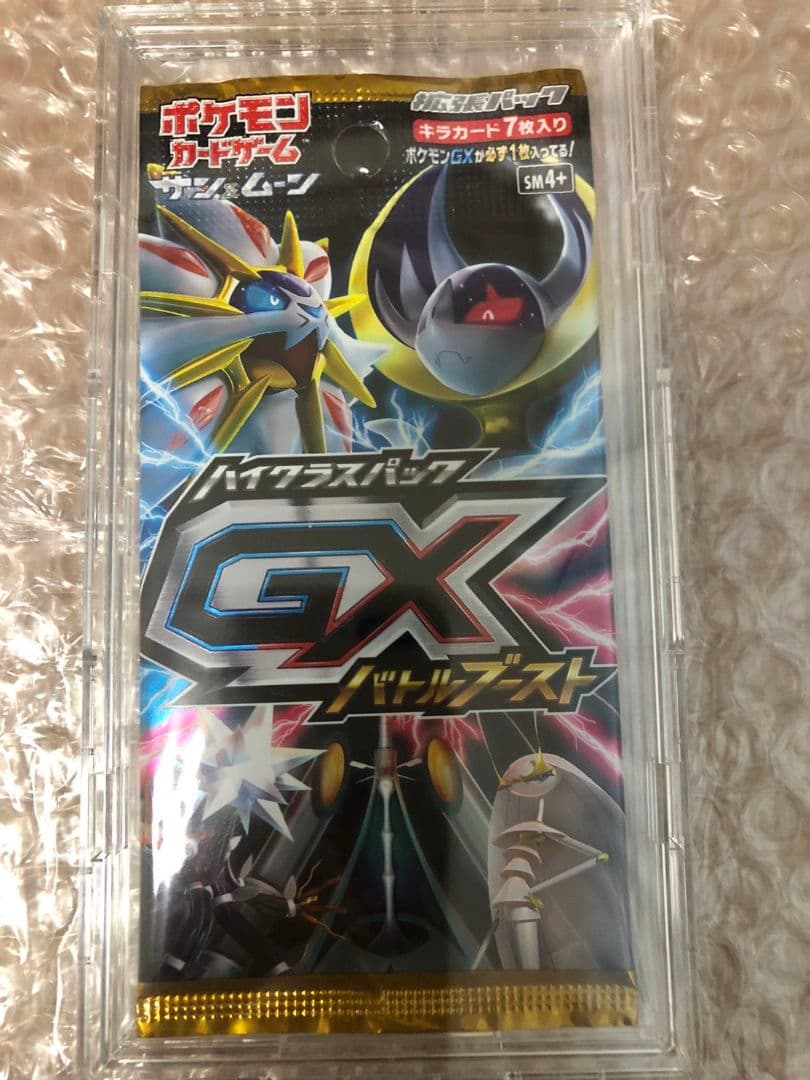 ポケモン
カードゲーム
サン&ムーン
拡張パック
キラカード7枚入り
ポケモンGXが必ず1枚入ってる!
SM4+
ハイクラスパック
GX
バトルブースト